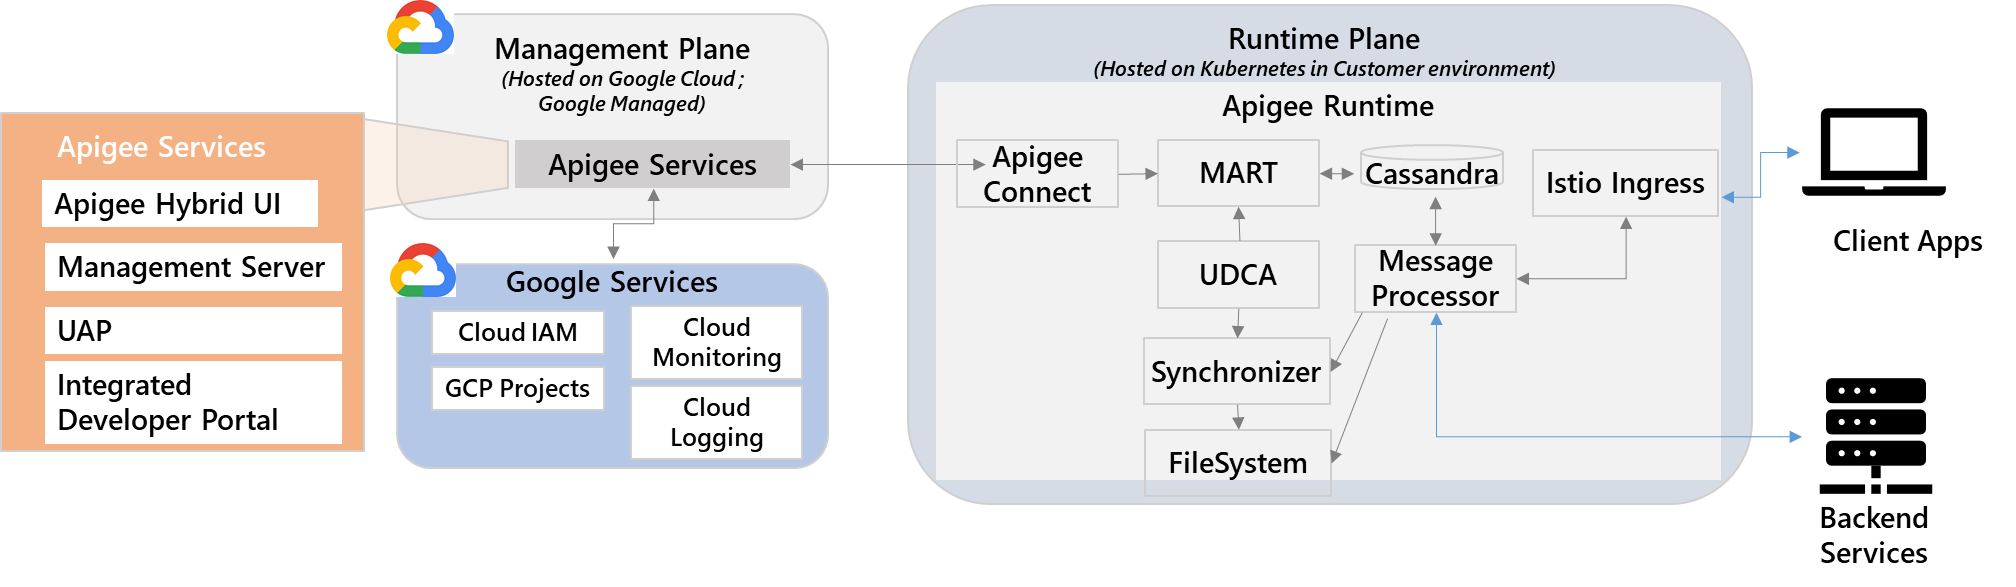 Management Plane
(Hosted on Google Cloud ;
Google Managed)
Apigee Services
Apigee Services
Apigee Hybrid UI
Management Server
UAP
Integrated
Developer Portal
Google Services
Cloud IAM
GCP Projects
Cloud
Monitoring
Cloud
Logging
Runtime Plane
(Hosted on Kubernetes in Customer environment)
Apigee Runtime
Apigee
Connect
MART
Cassandra
Istio Ingress
UDCA
Message
Processor
Synchronizer
FileSystem
Client Apps
Backend
Services